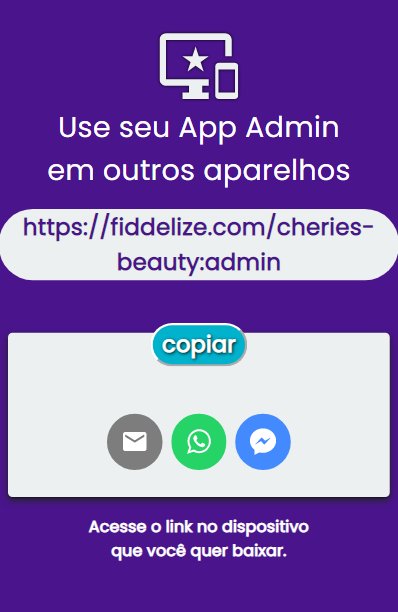 Use seu App Admin
em outros aparelhos
https://fiddelize.com/cheries-
beauty:admin
copiar
Acesse o link no dispositivo
que você quer baixar.